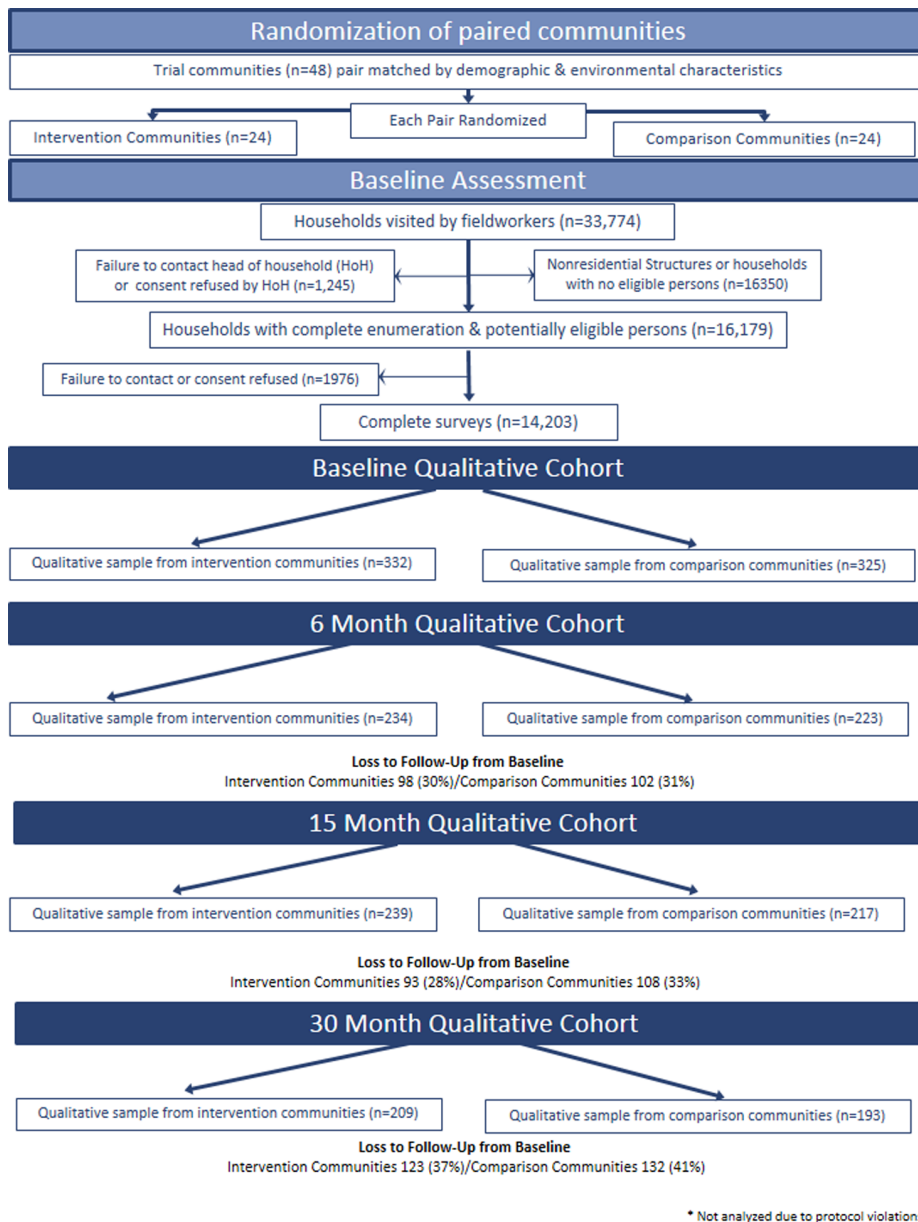 Randomization of paired communities
Trial communities (n=48) pair matched by demographic & environmental characteristics
Each Pair Randomized
Intervention Communities (n=24)
Comparison Communities (n=24)
Baseline Assessment
Households visited by fieldworkers (n=33,774)
Failure to contact head of household (HoH)
or consent refused by HoH (n=1,245)
Nonresidential Structures or households
with no eligible persons (n=16350)
Households with complete enumeration & potentially eligible persons (n=16,179)
Failure to contact or consent refused (n=1976)
Complete surveys (n=14,203)
Baseline Qualitative Cohort
Qualitative sample from intervention communities (n=332)
Qualitative sample from comparison communities (n=325)
6 Month Qualitative Cohort
Qualitative sample from intervention communities (n=234)
Qualitative sample from comparison communities (n=223)
Loss to Follow-Up from Baseline
Intervention Communities 98 (30%)/Comparison Communities 102 (31%)
15 Month Qualitative Cohort
Qualitative sample from intervention communities (n=239)
Qualitative sample from comparison communities (n=217)
Loss to Follow-Up from Baseline
Intervention Communities 93 (28%)/Comparison Communities 108 (33%)
30 Month Qualitative Cohort
Qualitative sample from intervention communities (n=209)
Qualitative sample from comparison communities (n=193)
Loss to Follow-Up from Baseline
Intervention Communities 123 (37%)/Comparison Communities 132 (41%)
* Not analyzed due to protocol violation